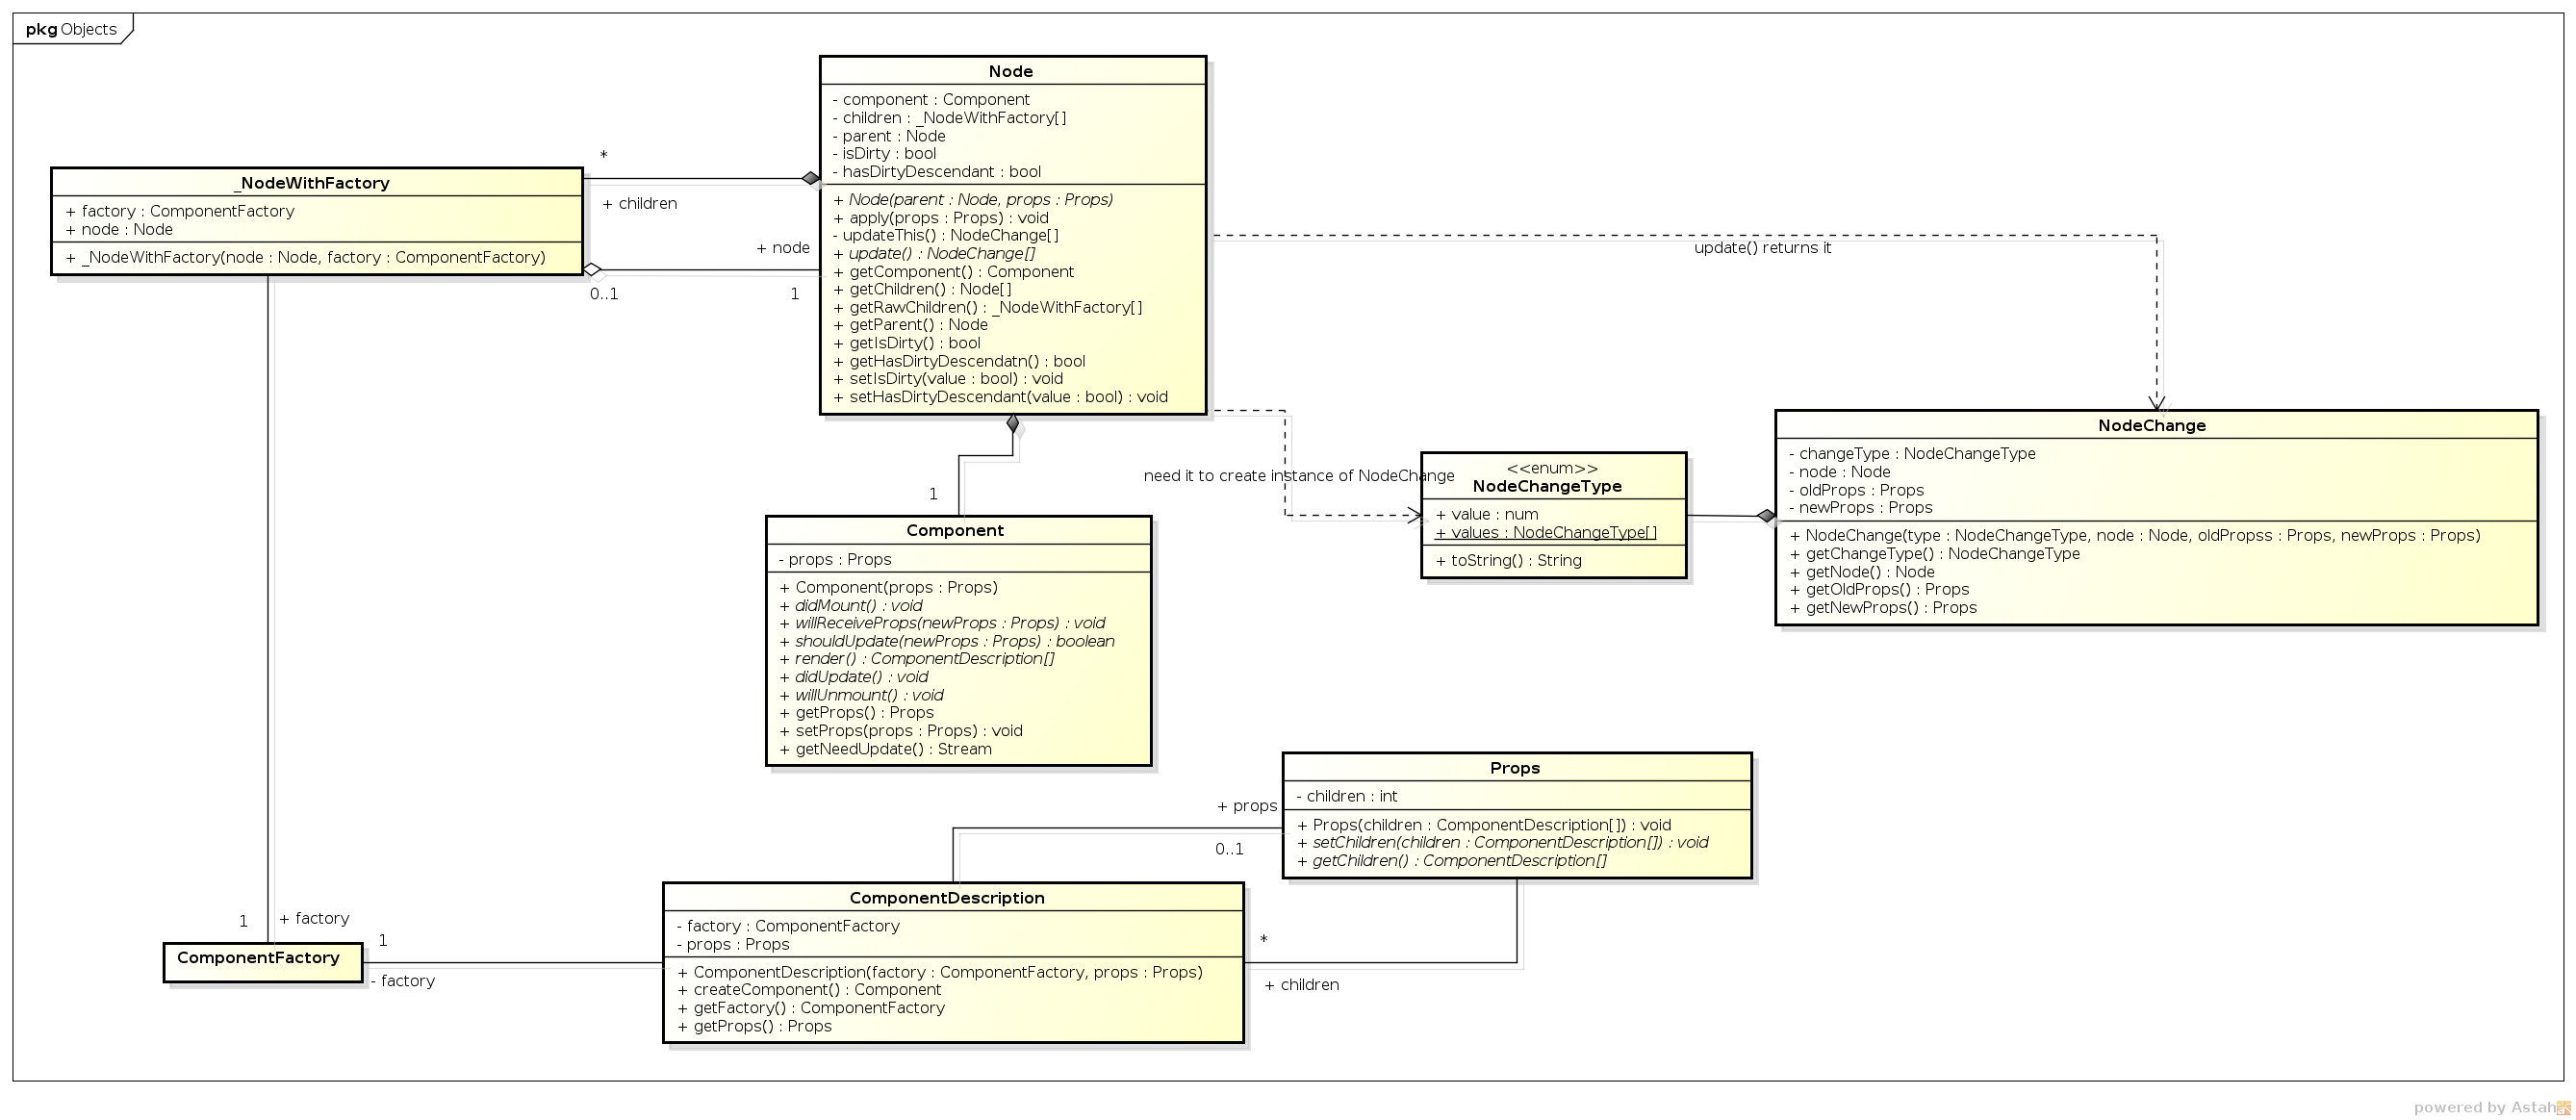 pkg Objects
Node
- component : Component
- children : _NodeWithFactory[]
- parent : Node
- isDirty : bool
- hasDirtyDescendant : bool
+ Node(parent : Node, props : Props)
+ apply(props : Props) : void
- updateThis() : NodeChange[]
+ update() : NodeChange[]
+ getComponent() : Component
+ getChildren() : Node[]
+ getRawChildren() : _NodeWithFactory[]
+ getParent() : Node
+ getIsDirty() : bool
+ getHasDirtyDescendatn() : bool
+ setIsDirty(value : bool) : void
+ setHasDirtyDescendant(value : bool) : void
*
+ children
+ node
0..1
1
_NodeWithFactory
+ factory : ComponentFactory
+ node : Node
+ _NodeWithFactory(node : Node, factory : ComponentFactory)
update() returns it
need it to create instance of NodeChange
<<enum>>
NodeChangeType
+ value : num
+ values : NodeChangeType[]
+ toString() : String
NodeChange
- changeType : NodeChangeType
- node : Node
- oldProps : Props
- newProps : Props
+ NodeChange(type : NodeChangeType, node : Node, oldPropss : Props, newProps : Props)
+ getChangeType() : NodeChangeType
+ getNode() : Node
+ getOldProps() : Props
+ getNewProps() : Props
1
Component
- props : Props
+ Component(props : Props)
+ didMount() : void
+ willReceiveProps(newProps : Props) : void
+ shouldUpdate(newProps : Props) : boolean
+ render() : ComponentDescription[]
+ didUpdate() : void
+ willUnmount() : void
+ getProps() : Props
+ setProps(props : Props) : void
+ getNeedUpdate() : Stream
Props
- children : int
+ Props(children : ComponentDescription[]) : void
+ setChildren(children : ComponentDescription[]) : void
+ getChildren() : ComponentDescription[]
+ props
0..1
ComponentDescription
- factory : ComponentFactory
- props : Props
+ ComponentDescription(factory : ComponentFactory, props : Props)
+ createComponent() : Component
+ getFactory() : ComponentFactory
+ getProps() : Props
*
+ children
1
+ factory
1
- factory
ComponentFactory
powered by Astah